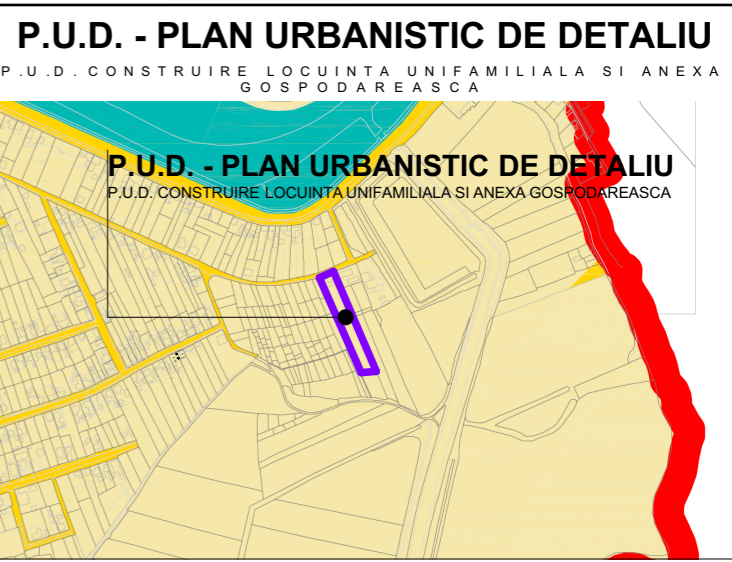 P.U.D. - PLAN URBANISTIC DE DETALIU
P.U.D. CONSTRUIRE LOCUINTA UNIFAMILIALA SI ANEXA
GOSPODAREASCA
P.U.D. - PLAN URBANISTIC DE DETALIU
P.U.D. CONSTRUIRE LOCUINTA UNIFAMILIALA SI ANEXA GOSPODAREASCA